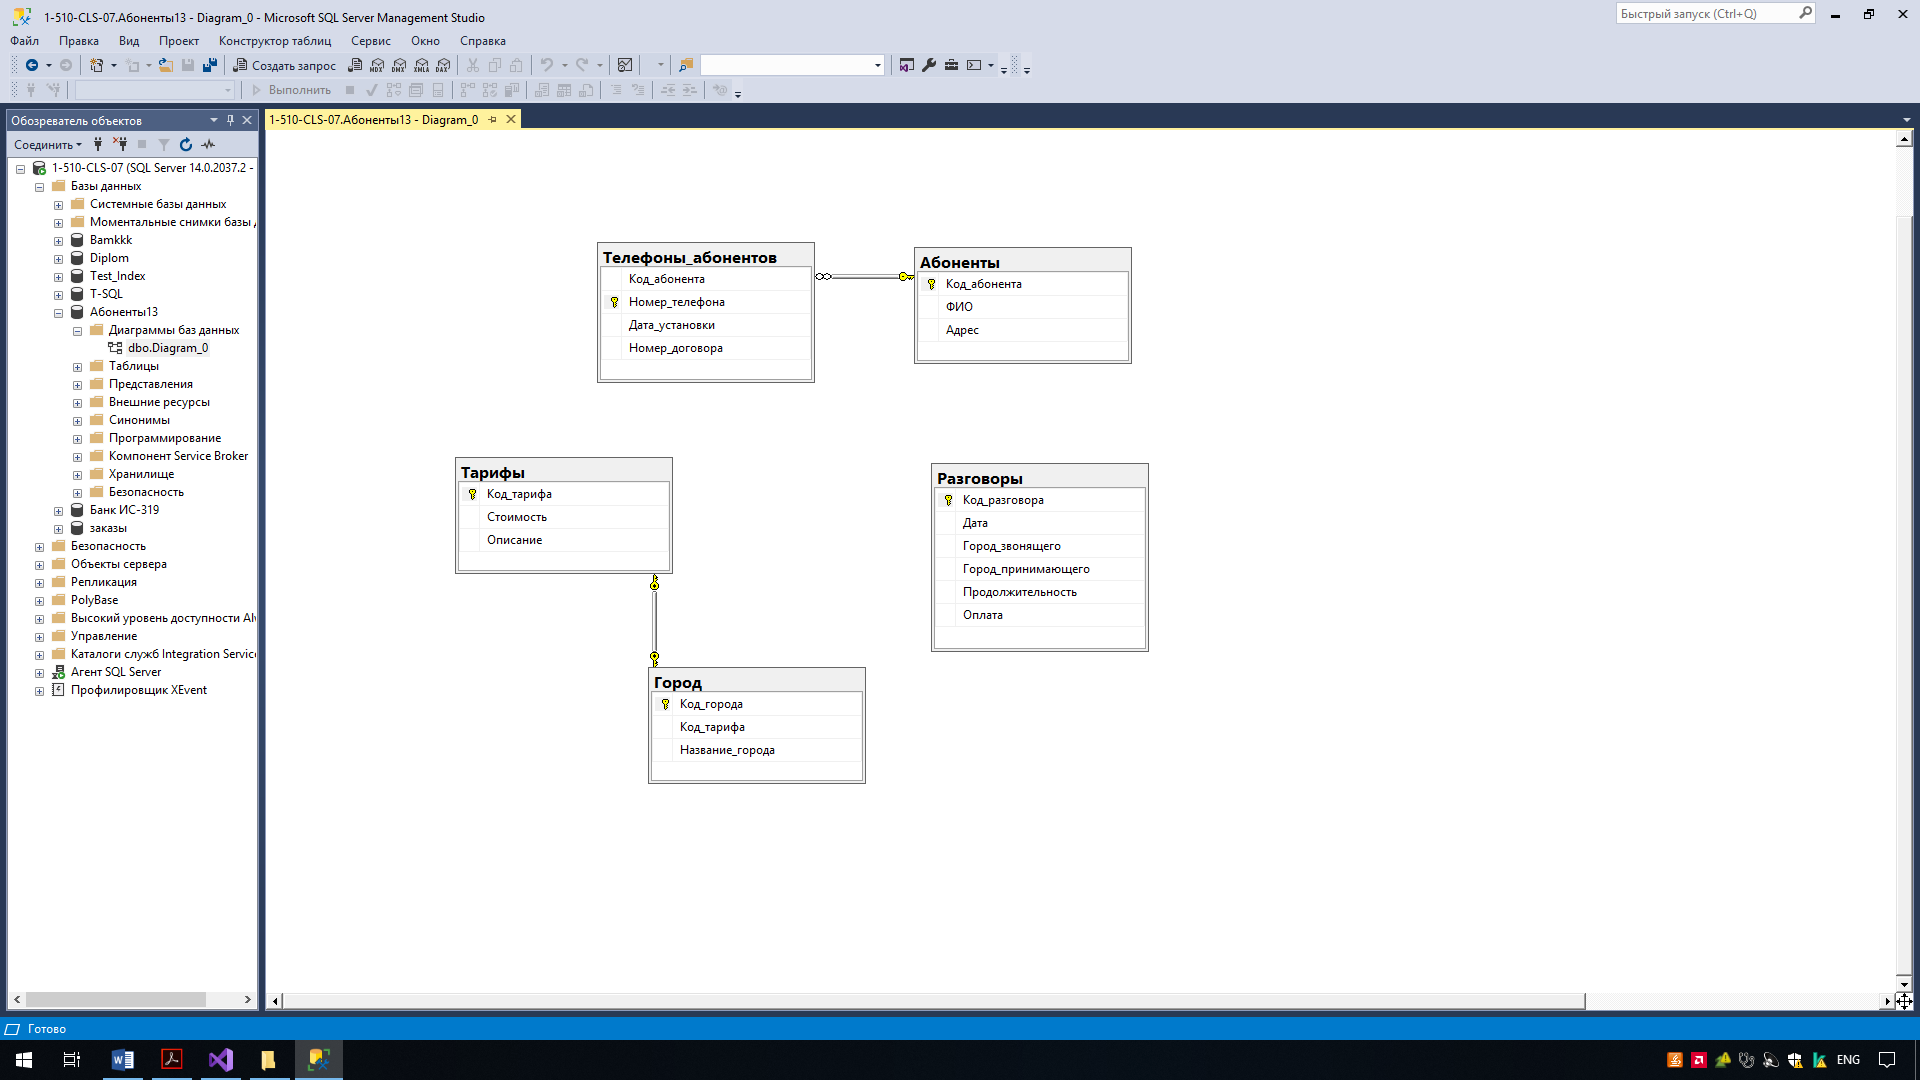 1-510-CLS-07.Абоненты13 - Diagram_0 - Microsoft SQL Server Management Studio
Быстрый запуск (Ctrl+Q)
Файл Правка Вид Проект Конструктор таблиц Сервис Окно Справка
Создать запрос MDX DMX XMLA DAX
Выполнить
Обозреватель объектов
1-510-CLS-07.Абоненты13 - Diagram_0
Соединить
1-510-CLS-07 (SQL Server 14.0.2037.2 -
Базы данных
Системные базы данных
Моментальные снимки базы
Bamkkk
Diplom
Test_Index
T-SQL
Абоненты13
Диаграммы баз данных
dbo.Diagram_0
Таблицы
Представления
Внешние ресурсы
Синонимы
Программирование
Компонент Service Broker
Хранилище
Безопасность
Банк ИС-319
заказы
Безопасность
Объекты сервера
Репликация
PolyBase
Высокий уровень доступности Al
Управление
Каталоги служб Integration Service
Агент SQL Server
Профилировщик XEvent
Телефоны_абонентов
Код_абонента
Номер_телефона
Дата_установки
Номер_договора
Абоненты
Код_абонента
ФИО
Адрес
Тарифы
Код_тарифа
Стоимость
Описание
Разговоры
Код_разговора
Дата
Город_звонящего
Город_принимающего
Продолжительность
Оплата
Город
Код_города
Код_тарифа
Название_города
Готово
ENG